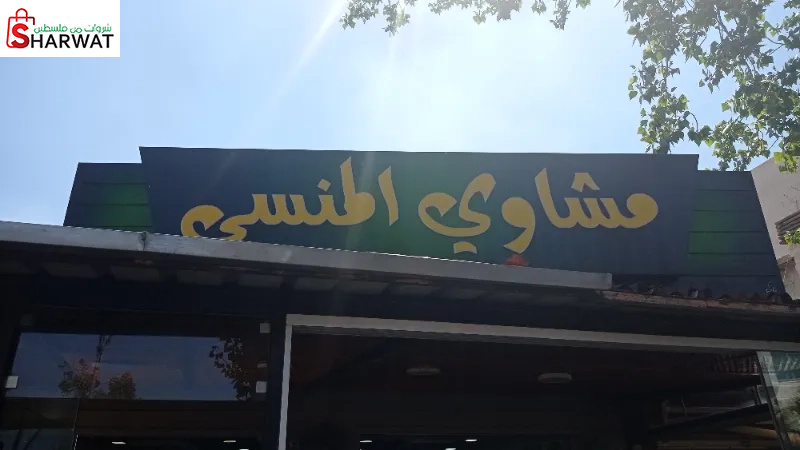 شروات من فلسطين
SHARWAT
مشاوي المنسي